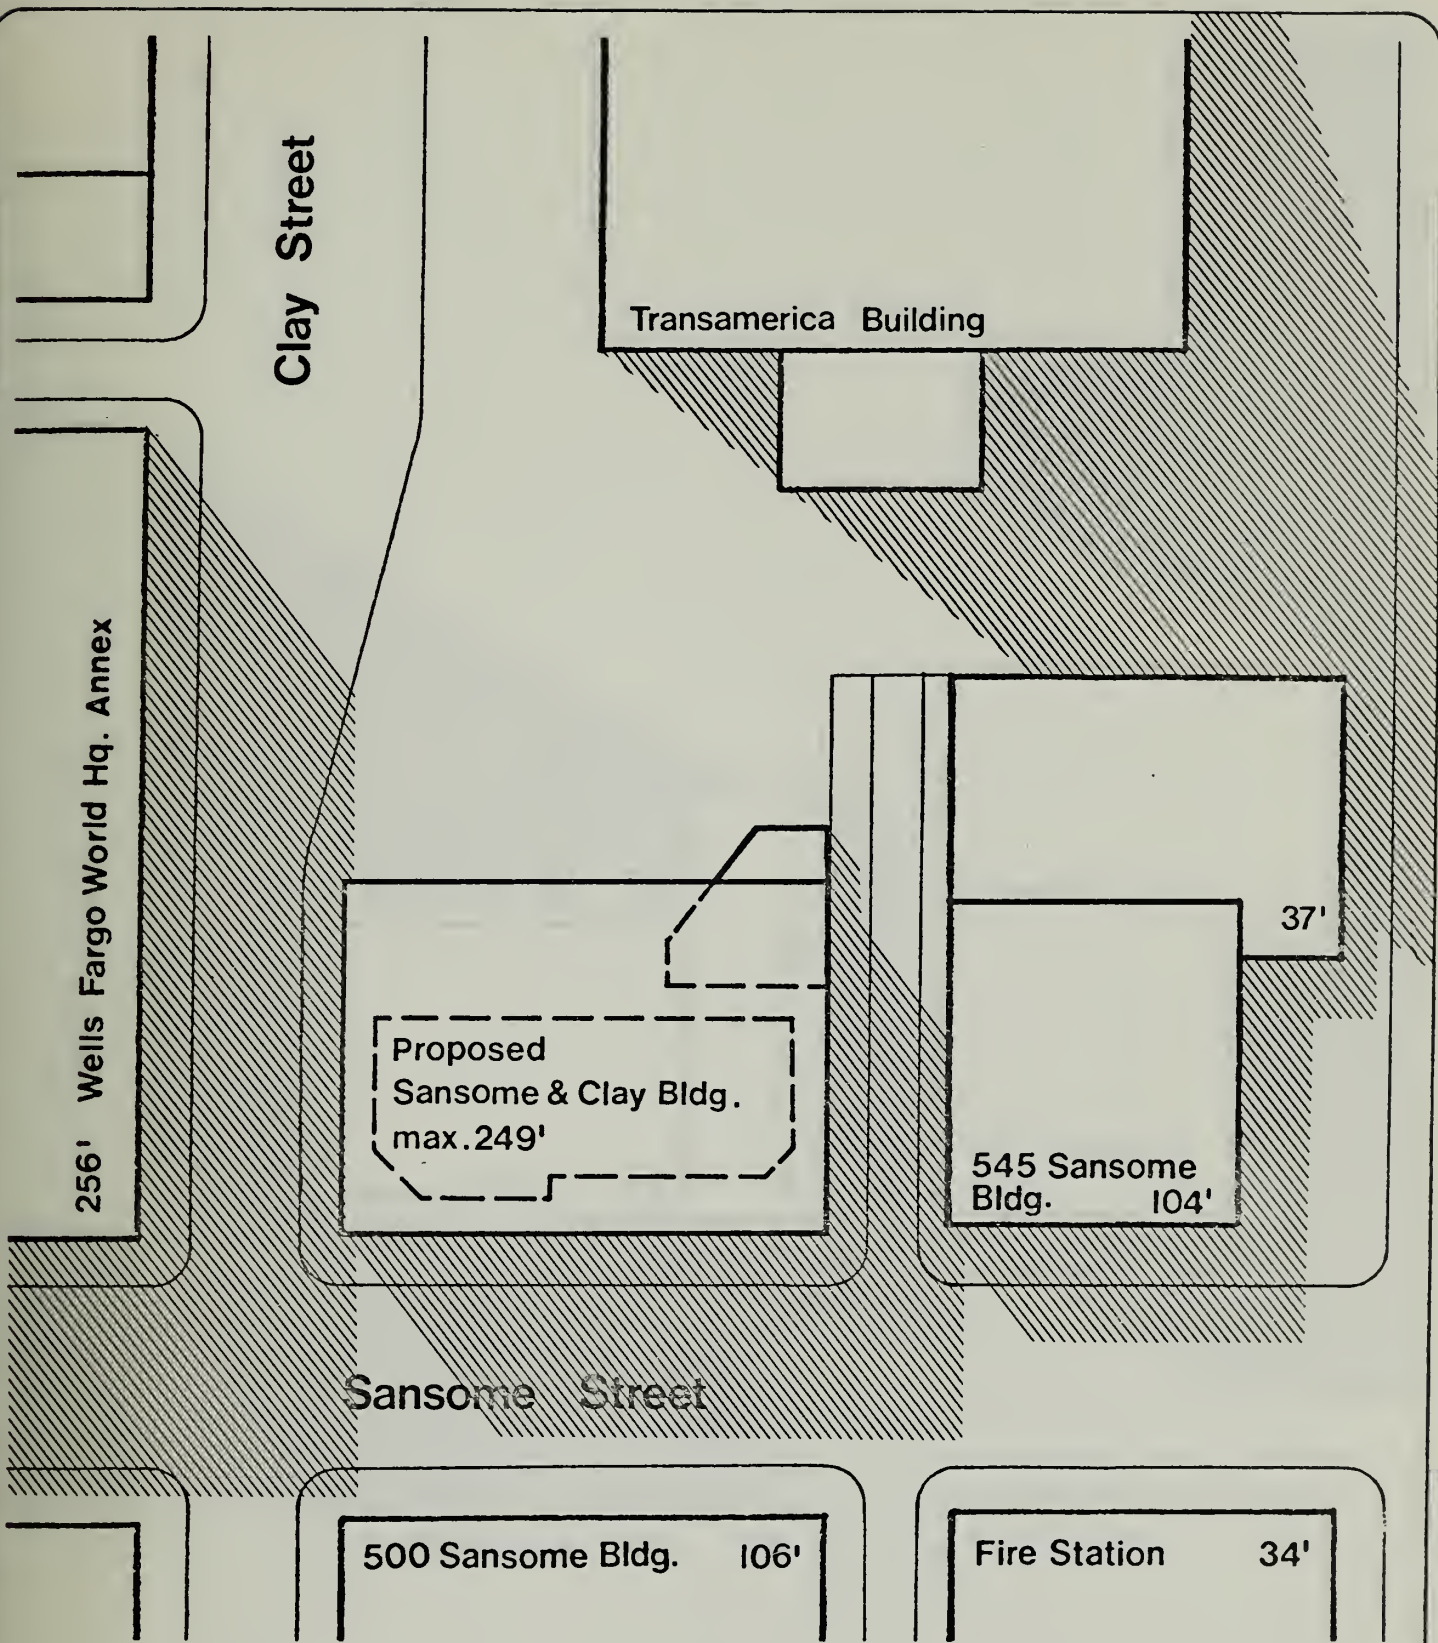 Clay Street
Transamerica Building
256' Wells Fargo World Hq. Annex
37'
Proposed
Sansome & Clay Bldg.
max. 249'
545 Sansome
Bldg. 104'
Sansome Street
500 Sansome Bldg. 106'
Fire Station 34'